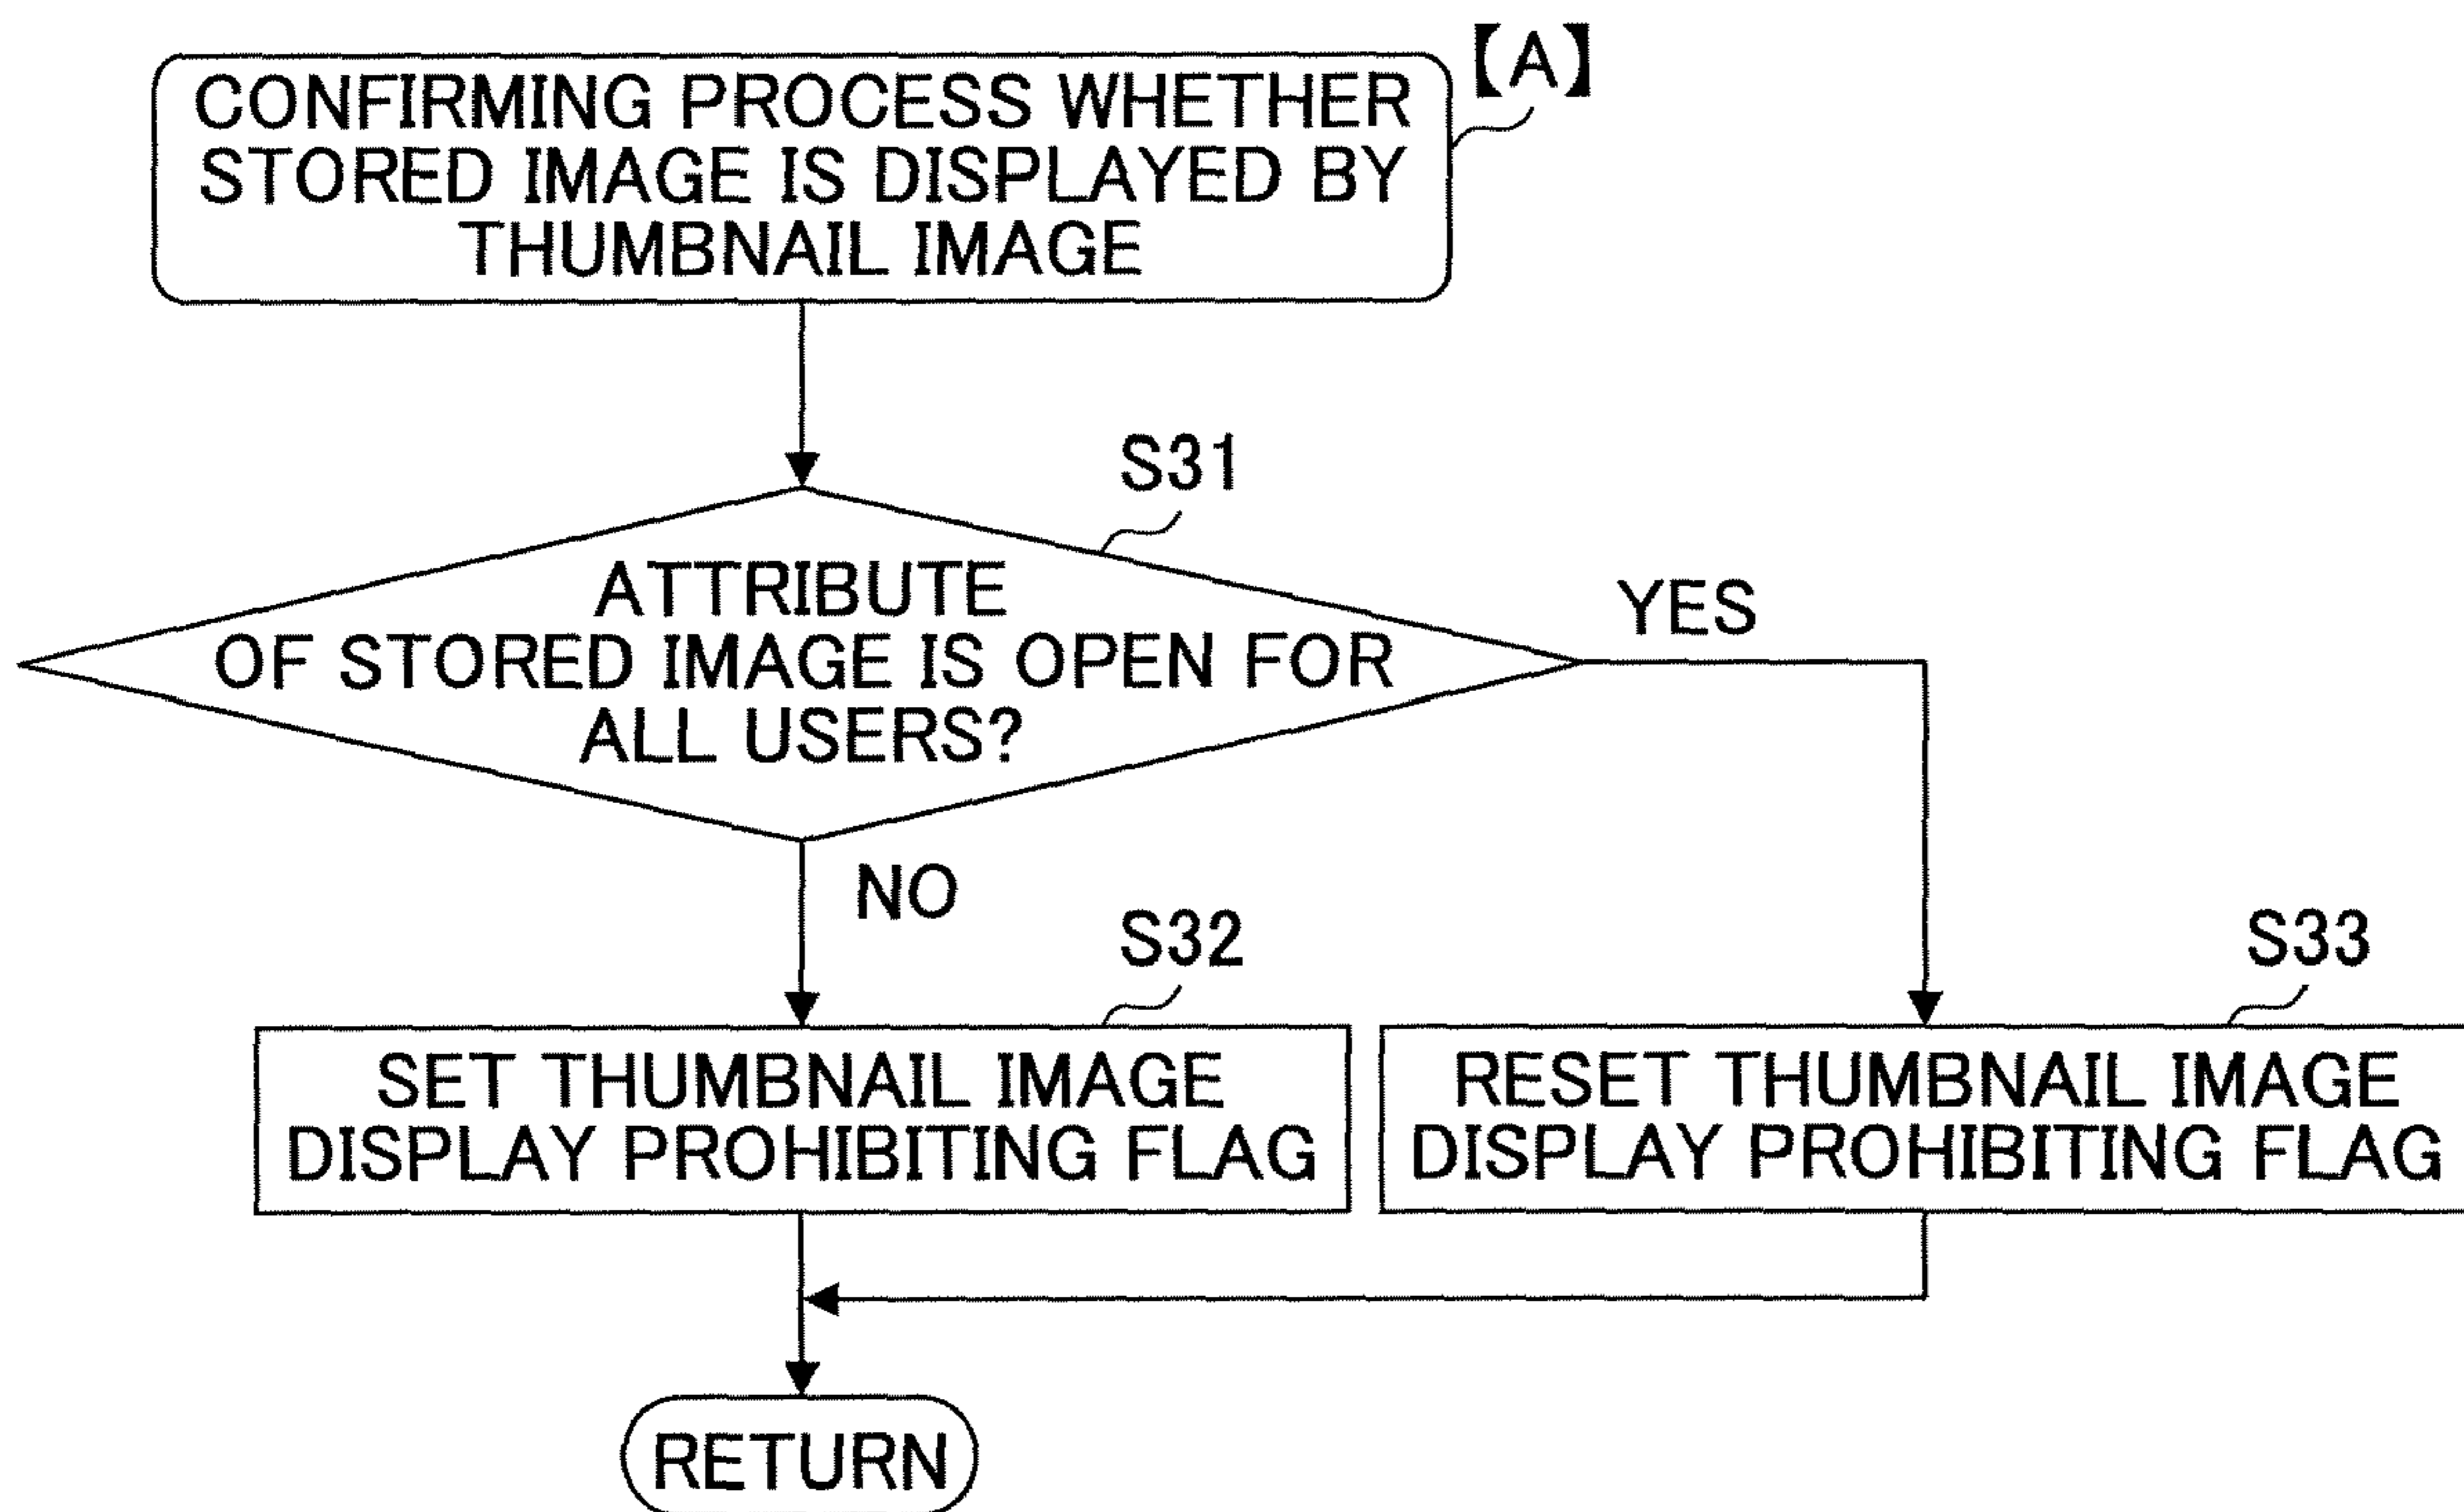 【A】
CONFIRMING PROCESS WHETHER
STORED IMAGE IS DISPLAYED BY
THUMBNAIL IMAGE
S31
ATTRIBUTE
OF STORED IMAGE IS OPEN FOR
ALL USERS?
YES
NO
S32
SET THUMBNAIL IMAGE
DISPLAY PROHIBITING FLAG
S33
RESET THUMBNAIL IMAGE
DISPLAY PROHIBITING FLAG
RETURN